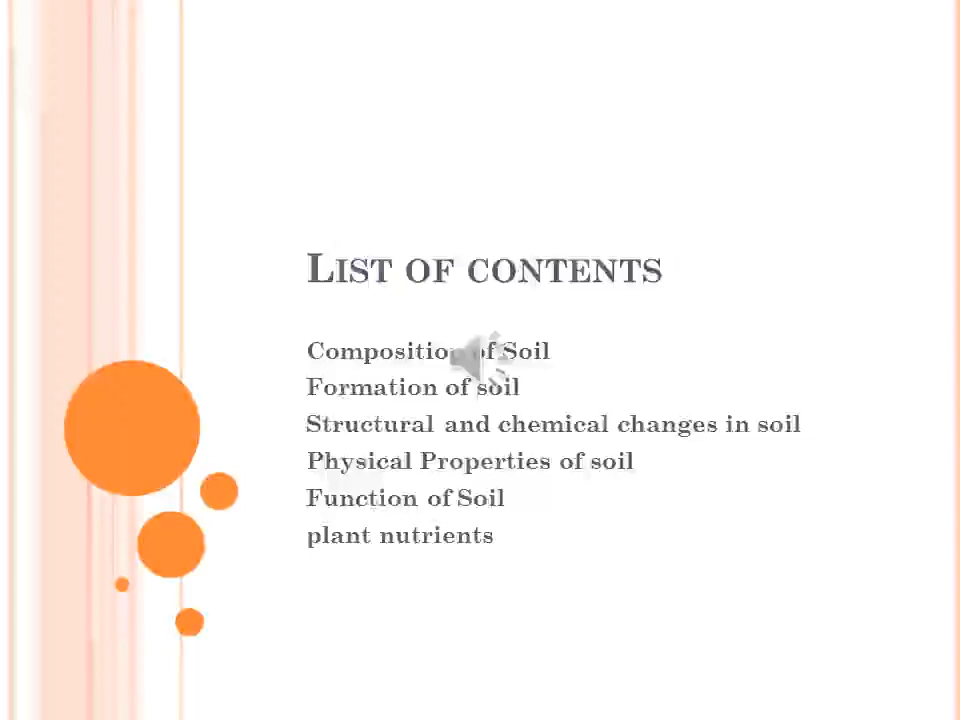 LIST OF CONTENTS
Composition of Soil
Formation of soil
Structural and chemical changes in soil
Physical Properties of soil
Function of Soil
plant nutrients